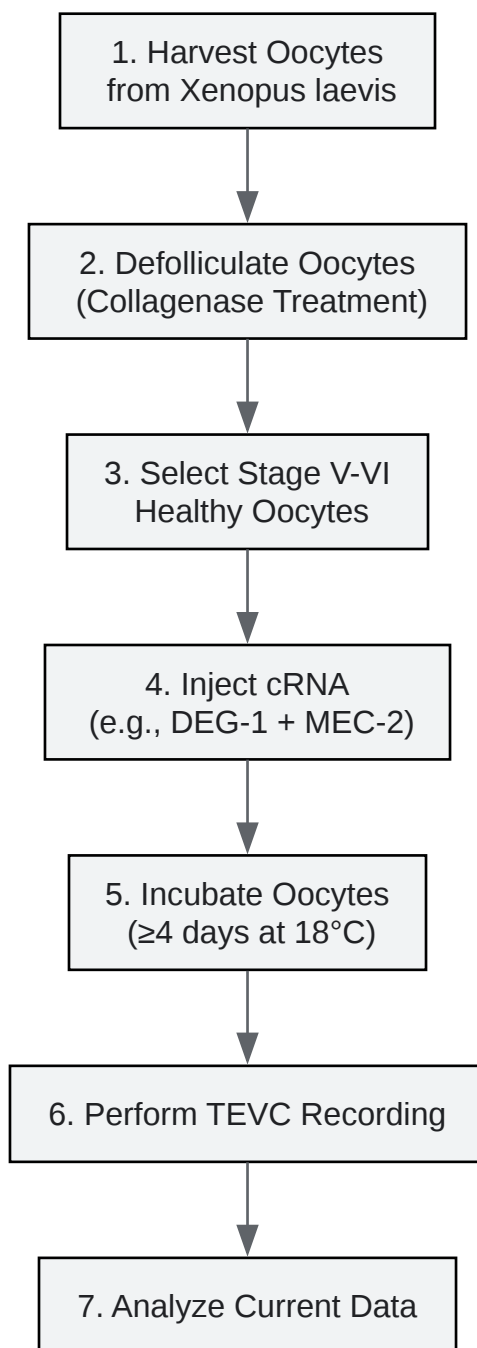 1. Harvest Oocytes
from Xenopus laevis
2. Defolliculate Oocytes
(Collagenase Treatment)
3. Select Stage V-VI
Healthy Oocytes
4. Inject cRNA
(e.g., DEG-1 + MEC-2)
5. Incubate Oocytes
(≥4 days at 18°C)
6. Perform TEVC Recording
7. Analyze Current Data